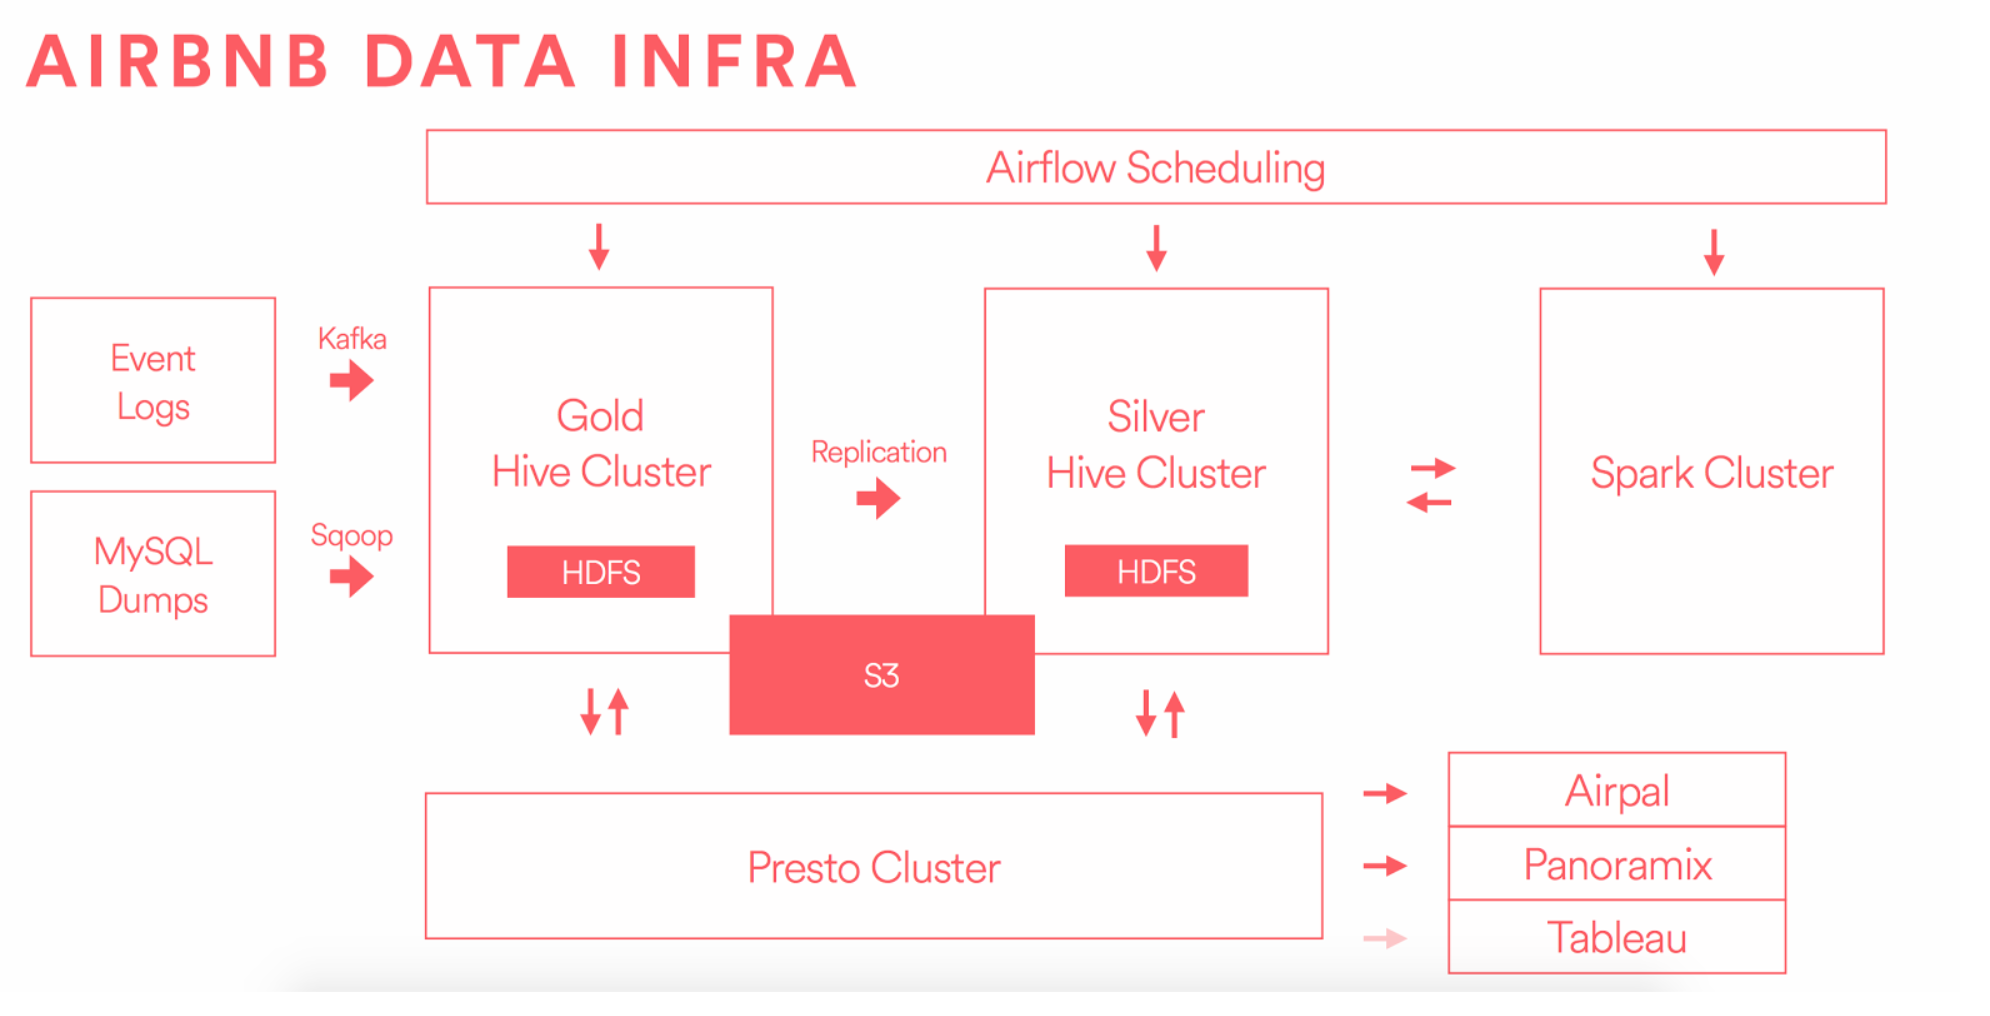 AIRBNB DATA INFRA
Airflow Scheduling
Event
Logs
Kafka
MySQL
Dumps
Sqoop
Gold
Hive Cluster
HDFS
Replication
Silver
Hive Cluster
HDFS
Spark Cluster
S3
Presto Cluster
Airpal
Panoramix
Tableau